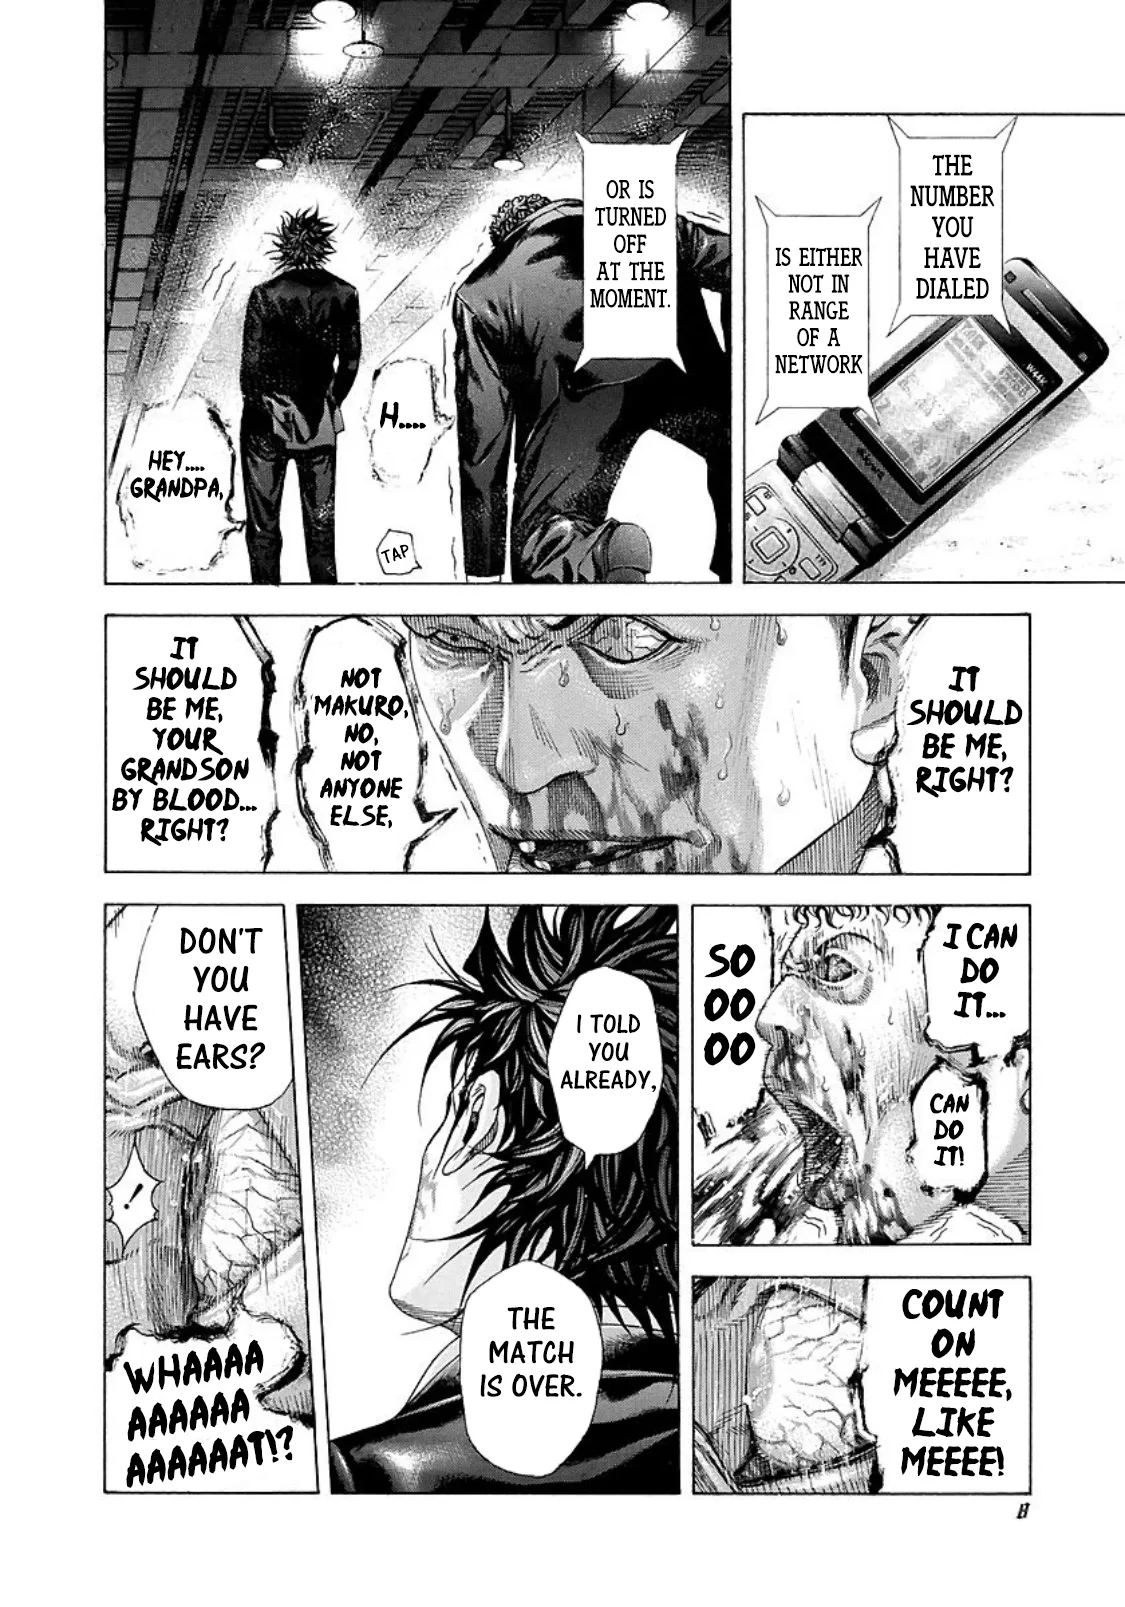 THE
NUMBER
YOU
HAVE
DIALED
IS EITHER
NOT IN
RANGE
OF A
NETWORK
W44K
OR IS
TURNED
OFF
AT THE
MOMENT.
H....
TAP
HEY....
GRANDPA,
IT
SHOULD
BE ME,
RIGHT?
NOT
MAKURO,
NO,
NOT
ANYONE
ELSE,
IT
SHOULD
BE ME,
YOUR
GRANDSON
BY BLOOD...
RIGHT?
I CAN
DO
IT...
CAN
DO
IT!
SO
OO
OO
COUNT
ON
MEEEEE,
LIKE
MEEEE!
I TOLD
YOU
ALREADY,
THE
MATCH
IS OVER.
DON'T
YOU
HAVE
EARS?
!
WHAAAA
AAAAAA
AAAAAAT!?
8